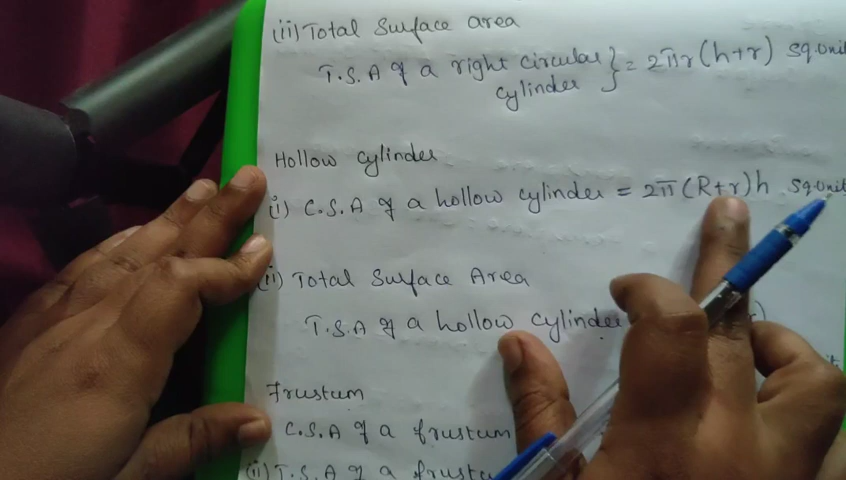 (iii) Total Surface area
T.S.A of a right circular } = 2πr(h+r) sq.unit
cylinder
Hollow cylinder
(i) C.S.A of a hollow cylinder = 2π(R+r)h sq.unit
(ii) Total Surface Area
T.S.A of a hollow cylinder
Frustum
C.S.A of a frustum
(ii) T.S.A of a